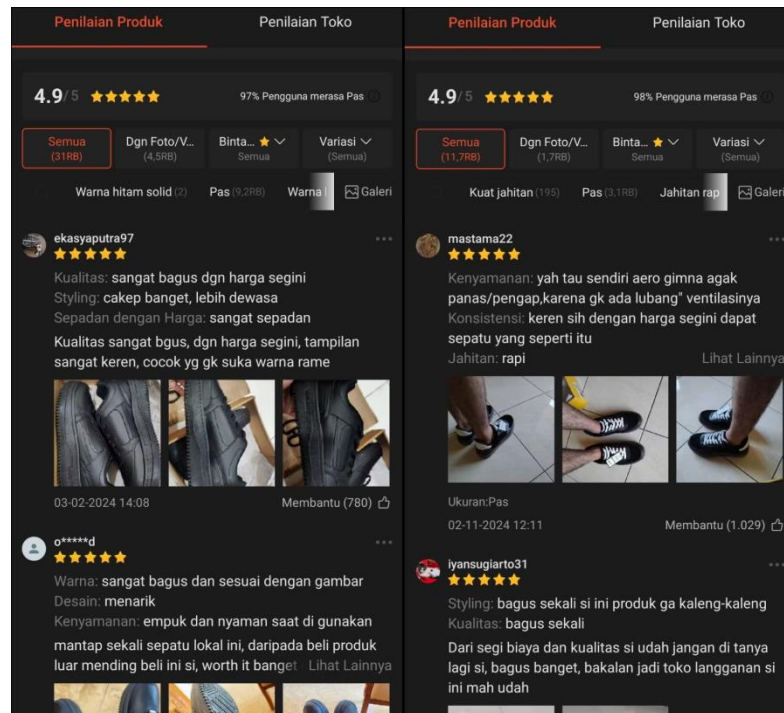 Penilaian Produk
Penilaian Toko
4.9/5
97% Pengguna merasa Pas
Semua
(31RB)
Dgn Foto/V...
(4,5RB)
Binta...
Semua
Variasi
(Semua)
Warna hitam solid (2)
Pas (9,2RB)
Warna
Galeri
ekasyaputra97
Kualitas: sangat bagus dgn harga segini
Styling: cakep banget, lebih dewasa
Sepadan dengan Harga: sangat sepadan
Kualitas sangat bgus, dgn harga segini, tampilan
sangat keren, cocok yg gk suka warna rame
03-02-2024 14:08
Membantu (780)
o*****d
Warna: sangat bagus dan sesuai dengan gambar
Desain: menarik
Kenyamanan: empuk dan nyaman saat di gunakan
mantap sekali sepatu lokal ini, daripada beli produk
luar mending beli ini si, worth it banget Lihat Lainnya
Penilaian Produk
Penilaian Toko
4.9/5
98% Pengguna merasa Pas
Semua
(11,7RB)
Dgn Foto/V...
(1,7RB)
Binta...
Semua
Variasi
(Semua)
Kuat jahitan (195)
Pas (3,1RB)
Jahitan rap
Galeri
mastama22
Kenyamanan: yah tau sendiri aero gimna agak
panas/pengap,karena gk ada lubang" ventilasinya
Konsistensi: keren sih dengan harga segini dapat
sepatu yang seperti itu
Jahitan: rapi
Lihat Lainnya
Ukuran:Pas
02-11-2024 12:11
Membantu (1.029)
iyansugiarto31
Styling: bagus sekali si ini produk ga kaleng-kaleng
Kualitas: bagus sekali
Dari segi biaya dan kualitas si udah jangan di tanya
lagi si, bagus banget, bakalan jadi toko langganan si
ini mah udah